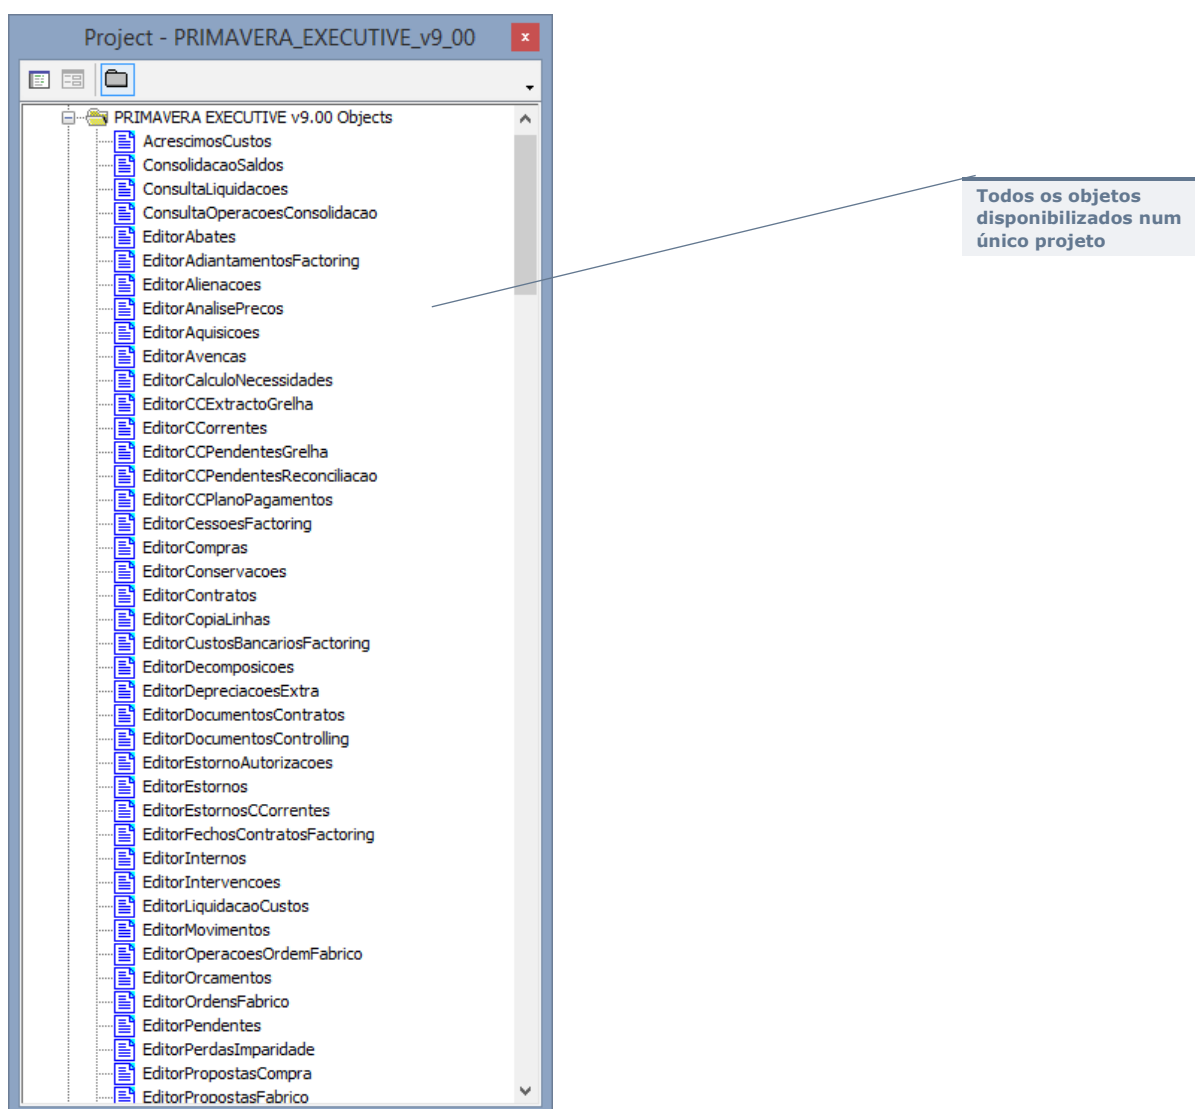 Project - PRIMAVERA_EXECUTIVE_v9_00
x
PRIMAVERA EXECUTIVE v9.00 Objects
AcrescimosCustos
ConsolidacaoSaldos
ConsultaLiquidacoes
ConsultaOperacoesConsolidacao
EditorAbates
EditorAdiantamentosFactoring
EditorAlienacoes
EditorAnalisePrecos
EditorAquisicoes
EditorAvencas
EditorCalculoNecessidades
EditorCCExtractoGrelha
EditorCCorrentes
EditorCCPendentesGrelha
EditorCCPendentesReconciliacao
EditorCCPlanoPagamentos
EditorCessoesFactoring
EditorCompras
EditorConservacoes
EditorContratos
EditorCopiaLinhas
EditorCustosBancariosFactoring
EditorDecomposicoes
EditorDepreciacoesExtra
EditorDocumentosContratos
EditorDocumentosControlling
EditorEstornoAutorizacoes
EditorEstornos
EditorEstornosCCorrentes
EditorFechosContratosFactoring
EditorInternos
EditorIntervencoes
EditorLiquidacaoCustos
EditorMovimentos
EditorOperacoesOrdemFabrico
EditorOrcamentos
EditorOrdensFabrico
EditorPendentes
EditorPerdasImparidade
EditorPropostasCompra
EditorPropostasFabrico
Todos os objetos
disponibilizados num
único projeto